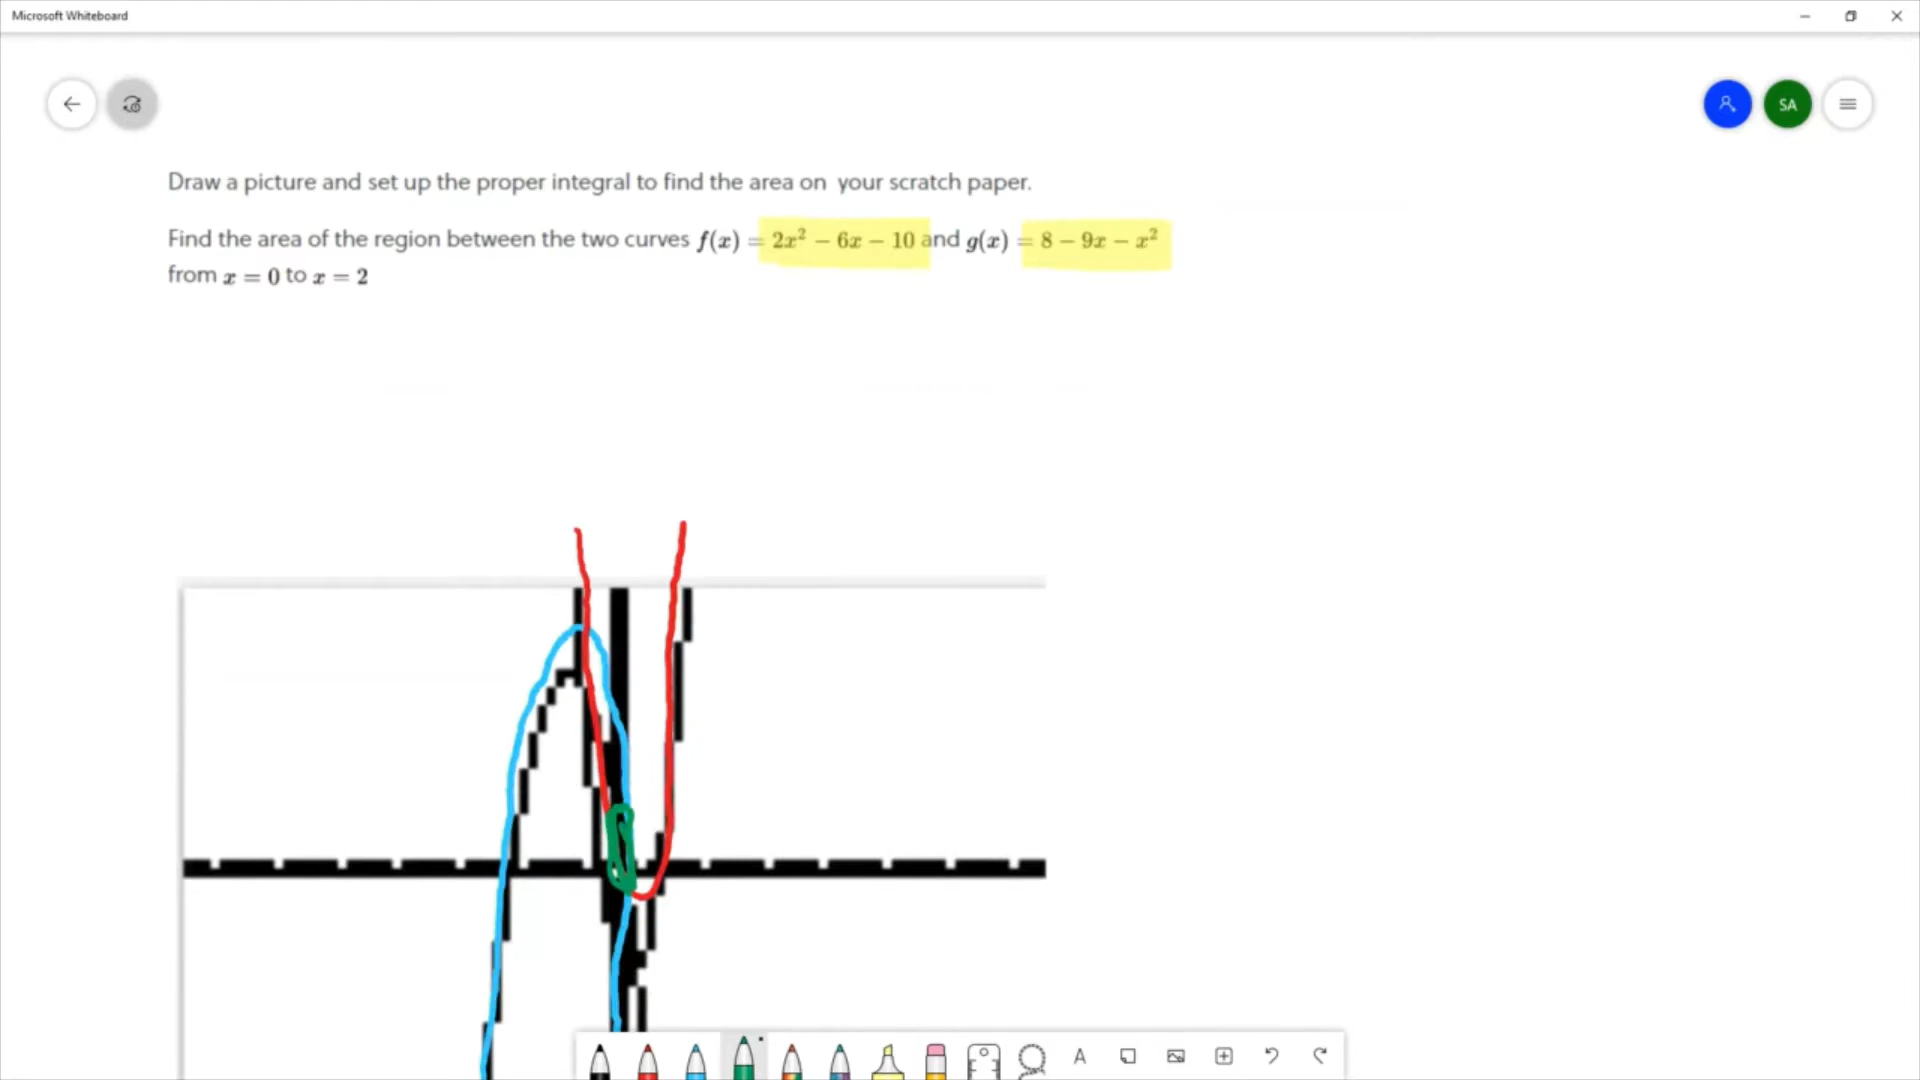 Microsoft Whiteboard
SA
Draw a picture and set up the proper integral to find the area on your scratch paper.
Find the area of the region between the two curves f(x) = 2x² − 6x − 10 and g(x) = 8 − 9x − x²
from x = 0 to x = 2
A